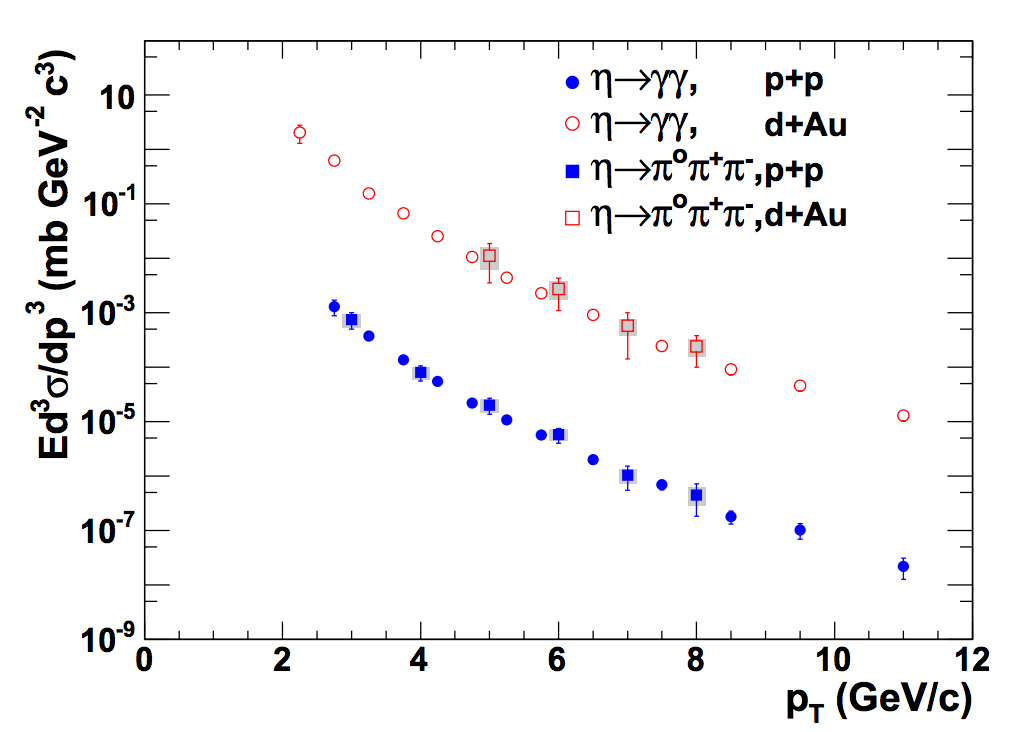 η→γγ, p+p
η→γγ, d+Au
η→π⁰π⁺π⁻,p+p
η→π⁰π⁺π⁻,d+Au
Ed³σ/dp³ (mb GeV⁻² c³)
10
10⁻¹
10⁻³
10⁻⁵
10⁻⁷
10⁻⁹
0 2 4 6 8 10 12
p_T (GeV/c)